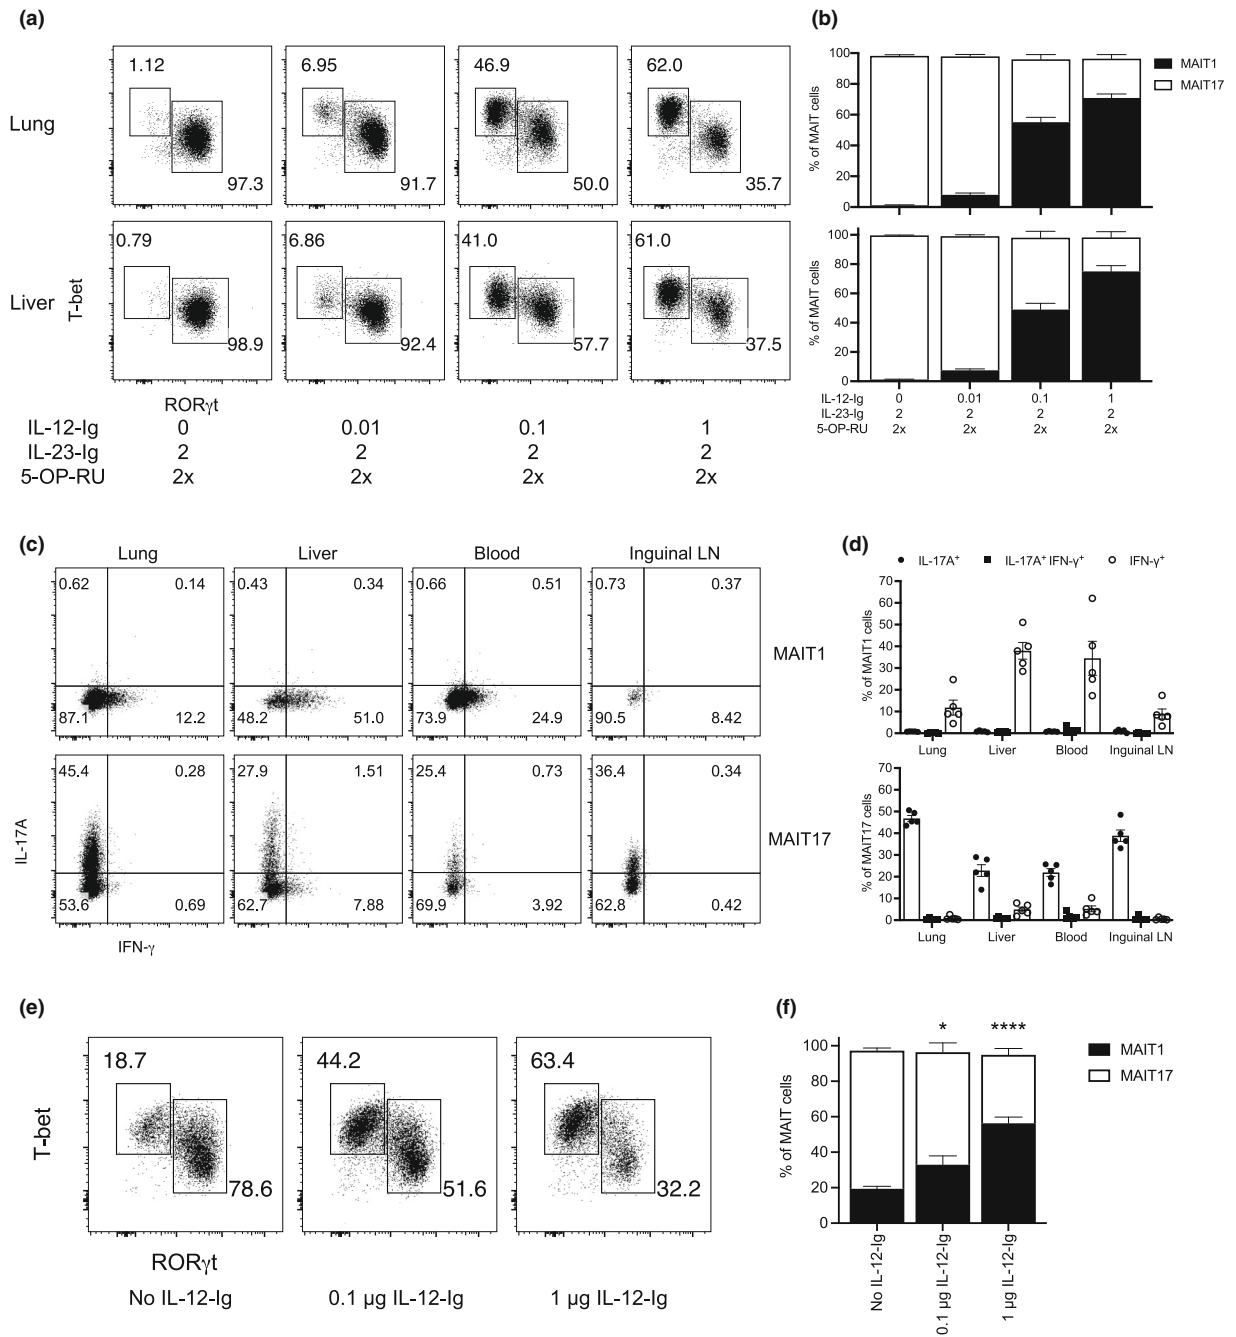 (a)
1.12
6.95
46.9
62.0
Lung
97.3
91.7
50.0
35.7
0.79
6.86
41.0
61.0
Liver
T-bet
98.9
92.4
57.7
37.5
RORγt
IL-12-Ig 0 0.01 0.1 1
IL-23-Ig 2 2 2 2
5-OP-RU 2x 2x 2x 2x
(b)
% of MAIT cells
100
80
60
40
20
0
MAIT1
MAIT17
% of MAIT cells
100
80
60
40
20
0
IL-12-Ig 0 0.01 0.1 1
IL-23-Ig 2 2 2 2
5-OP-RU 2x 2x 2x 2x
(c)
Lung Liver Blood Inguinal LN
0.62 0.14 0.43 0.34 0.66 0.51 0.73 0.37
MAIT1
87.1 12.2 48.2 51.0 73.9 24.9 90.5 8.42
45.4 0.28 27.9 1.51 25.4 0.73 36.4 0.34
MAIT17
IL-17A
53.6 0.69 62.7 7.88 69.9 3.92 62.8 0.42
IFN-γ
(d)
IL-17A+ IL-17A+ IFN-γ+ IFN-γ+
% of MAIT1 cells
70
60
50
40
30
20
10
0
Lung Liver Blood Inguinal LN
% of MAIT17 cells
70
60
50
40
30
20
10
0
Lung Liver Blood Inguinal LN
(e)
18.7
44.2
63.4
T-bet
78.6
51.6
32.2
RORγt
No IL-12-Ig 0.1 µg IL-12-Ig 1 µg IL-12-Ig
(f)
* ****
% of MAIT cells
100
80
60
40
20
0
MAIT1
MAIT17
No IL-12-Ig
0.1 µg IL-12-Ig
1 µg IL-12-Ig